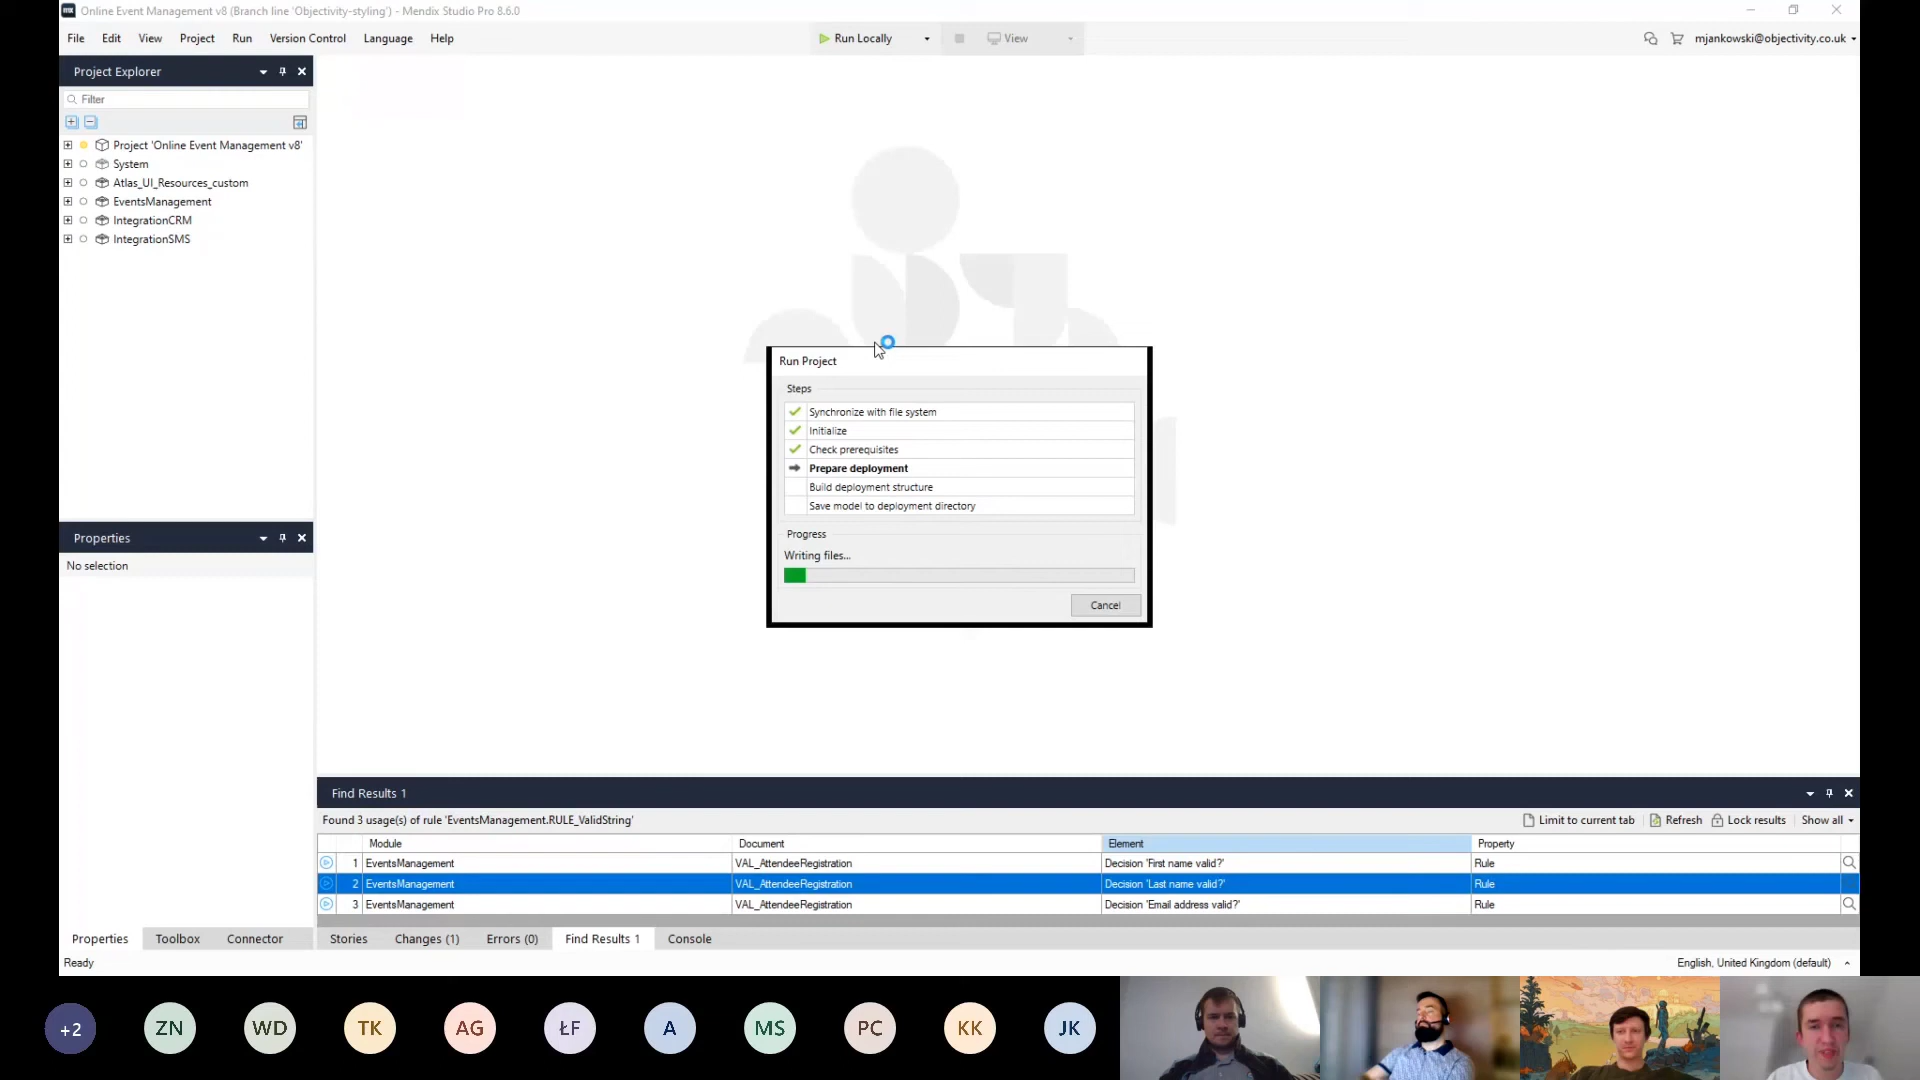 mx Online Event Management v8 (Branch line 'Objectivity-styling') - Mendix Studio Pro 8.6.0
File Edit View Project Run Version Control Language Help
Run Locally
View
mjankowski@objectivity.co.uk
Project Explorer
Filter
Project 'Online Event Management v8'
System
Atlas_UI_Resources_custom
EventsManagement
IntegrationCRM
IntegrationSMS
Properties
No selection
Run Project
Steps
Synchronize with file system
Initialize
Check prerequisites
Prepare deployment
Build deployment structure
Save model to deployment directory
Progress
Writing files...
Cancel
Find Results 1
Found 3 usage(s) of rule 'EventsManagement.RULE_ValidString'
Limit to current tab Refresh Lock results Show all
Module Document Element Property
1 EventsManagement VAL_AttendeeRegistration Decision 'First name valid?' Rule
2 EventsManagement VAL_AttendeeRegistration Decision 'Last name valid?' Rule
3 EventsManagement VAL_AttendeeRegistration Decision 'Email address valid?' Rule
Properties Toolbox Connector Stories Changes (1) Errors (0) Find Results 1 Console
Ready
English, United Kingdom (default)
+2 ZN WD TK AG ŁF A MS PC KK JK